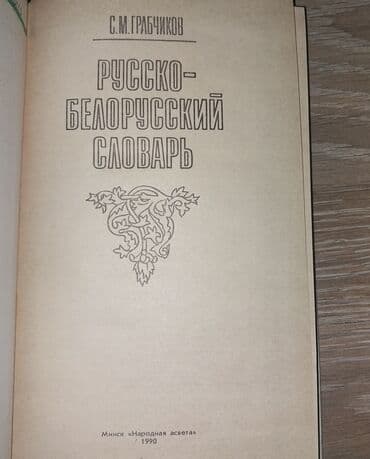 С.М.ГРАБЧИКОВ
РУССКО-
БЕЛОРУССКИЙ
СЛОВАРЬ
Минск «Народная асвета»
1990